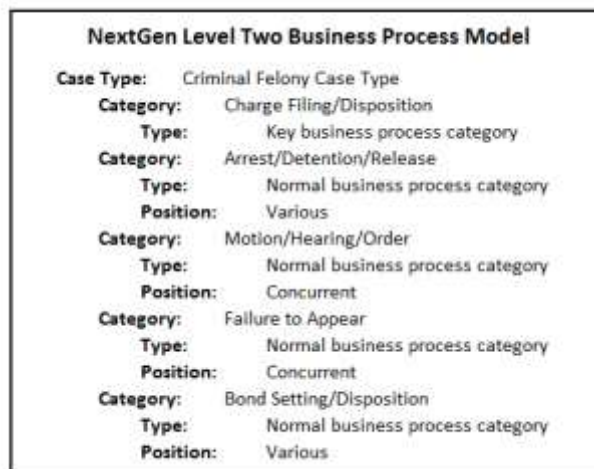 NextGen Level Two Business Process Model
Case Type: Criminal Felony Case Type
Category: Charge Filing/Disposition
Type: Key business process category
Category: Arrest/Detention/Release
Type: Normal business process category
Position: Various
Category: Motion/Hearing/Order
Type: Normal business process category
Position: Concurrent
Category: Failure to Appear
Type: Normal business process category
Position: Concurrent
Category: Bond Setting/Disposition
Type: Normal business process category
Position: Various